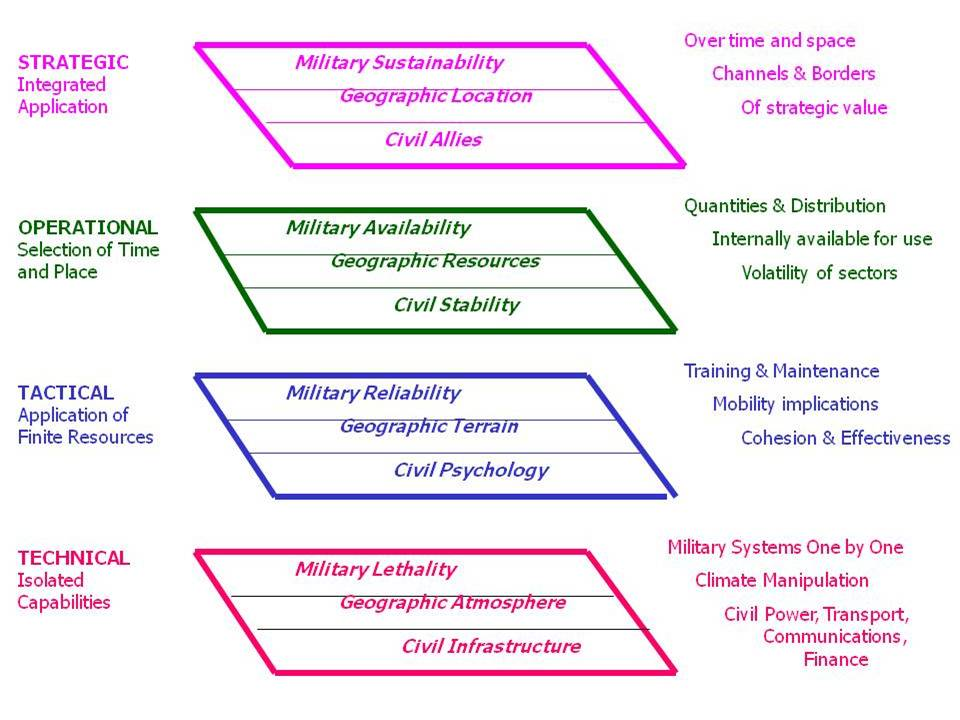 STRATEGIC
Integrated
Application
Military Sustainability
Geographic Location
Civil Allies
Over time and space
Channels & Borders
Of strategic value
OPERATIONAL
Selection of Time
and Place
Military Availability
Geographic Resources
Civil Stability
Quantities & Distribution
Internally available for use
Volatility of sectors
TACTICAL
Application of
Finite Resources
Military Reliability
Geographic Terrain
Civil Psychology
Training & Maintenance
Mobility implications
Cohesion & Effectiveness
TECHNICAL
Isolated
Capabilities
Military Lethality
Geographic Atmosphere
Civil Infrastructure
Military Systems One by One
Climate Manipulation
Civil Power, Transport,
Communications,
Finance